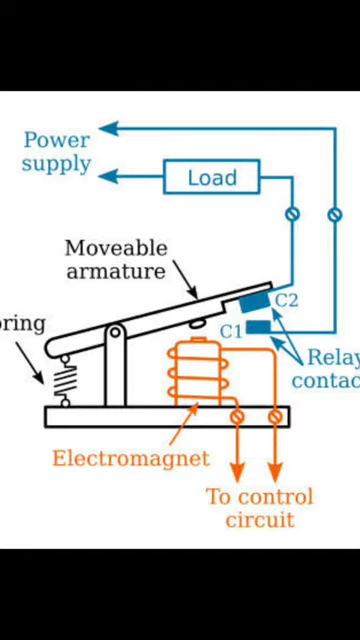 Power
supply
Load
Moveable
armature
C2
C1
Electromagnet
To control
circuit